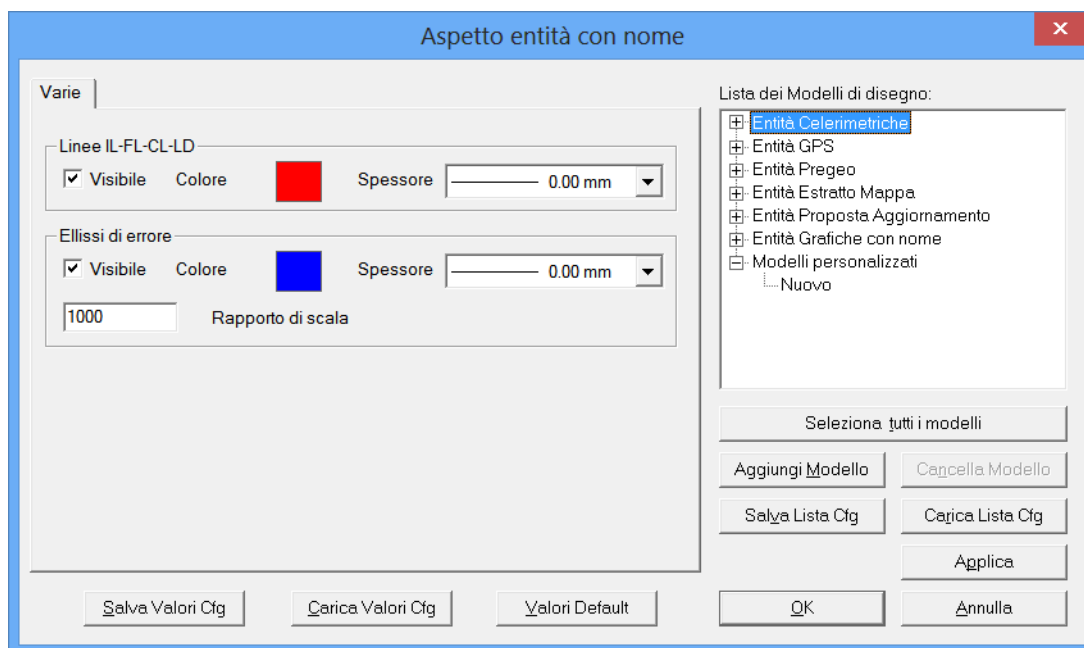 Aspetto entità con nome
Varie
Linee IL-FL-CL-LD
Visibile Colore Spessore 0.00 mm
Ellissi di errore
Visibile Colore Spessore 0.00 mm
1000 Rapporto di scala
Salva Valori Cfg Carica Valori Cfg Valori Default
Lista dei Modelli di disegno:
Entità Celerimetriche
Entità GPS
Entità Pregeo
Entità Estratto Mappa
Entità Proposta Aggiornamento
Entità Grafiche con nome
Modelli personalizzati
Nuovo
Seleziona tutti i modelli
Aggiungi Modello Cancella Modello
Salva Lista Cfg Carica Lista Cfg
Applica
OK Annulla